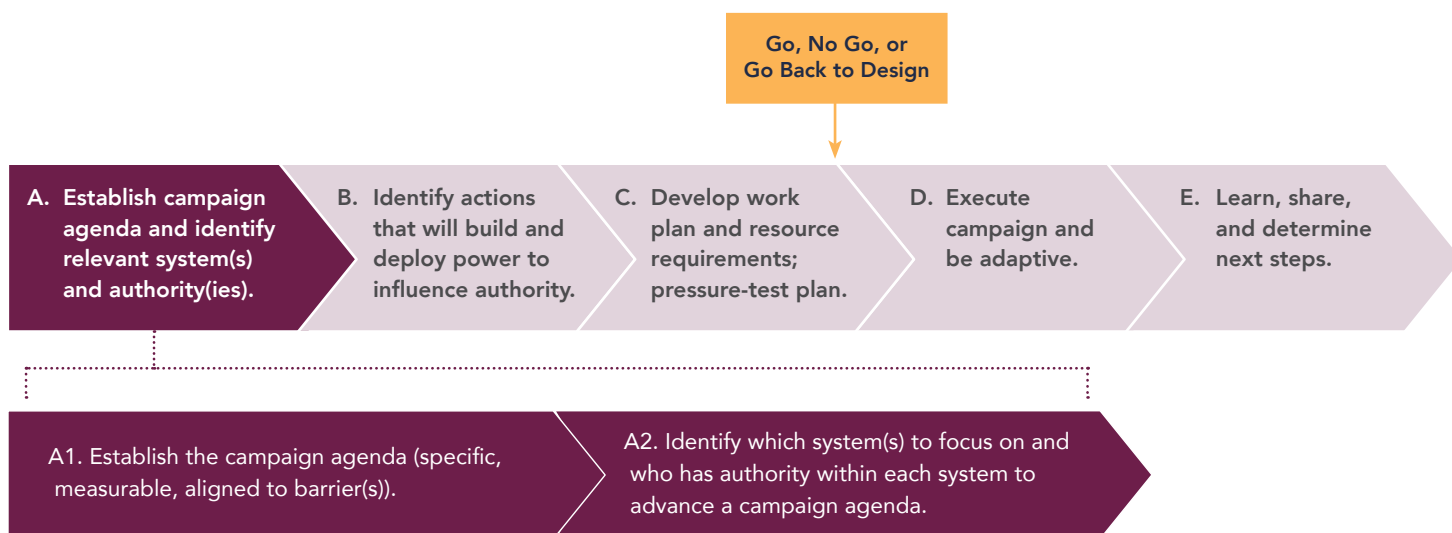 Go, No Go, or
Go Back to Design
A. Establish campaign
agenda and identify
relevant system(s)
and authority(ies).
B. Identify actions
that will build and
deploy power to
influence authority.
C. Develop work
plan and resource
requirements;
pressure-test plan.
D. Execute
campaign and
be adaptive.
E. Learn, share,
and determine
next steps.
A1. Establish the campaign agenda (specific,
measurable, aligned to barrier(s)).
A2. Identify which system(s) to focus on and
who has authority within each system to
advance a campaign agenda.